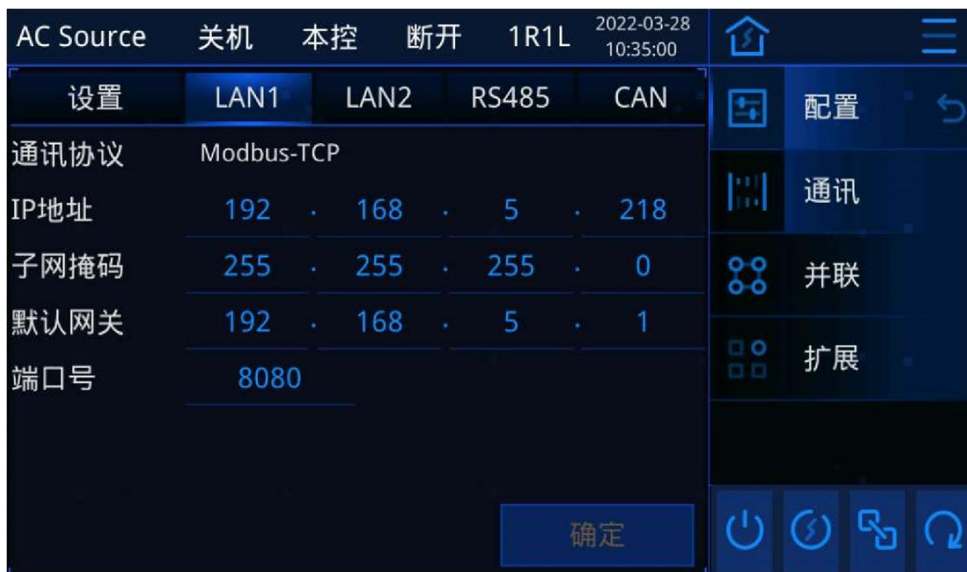 AC Source 关机 本控 断开 1R1L 2022-03-28 10:35:00
设置 LAN1 LAN2 RS485 CAN
通讯协议 Modbus-TCP
IP地址 192 . 168 . 5 . 218
子网掩码 255 . 255 . 255 . 0
默认网关 192 . 168 . 5 . 1
端口号 8080
确定
配置
通讯
并联
扩展